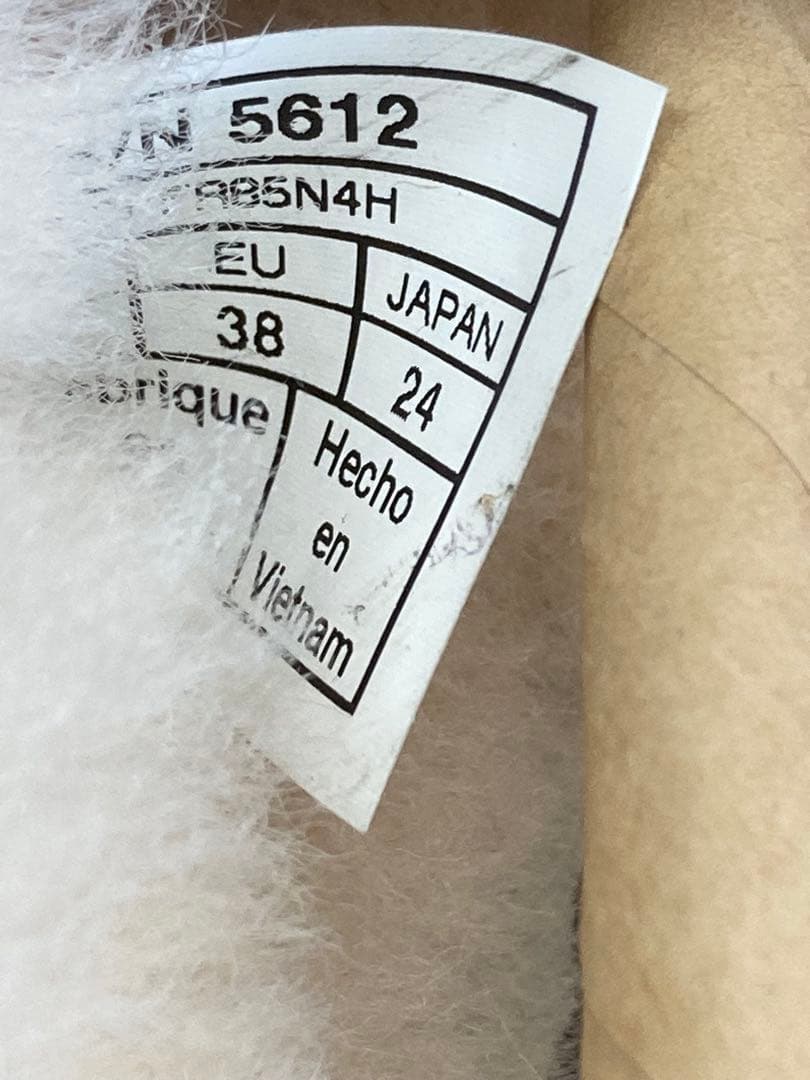 5612
EU JAPAN
38 24
Hecho
en
Vietnam